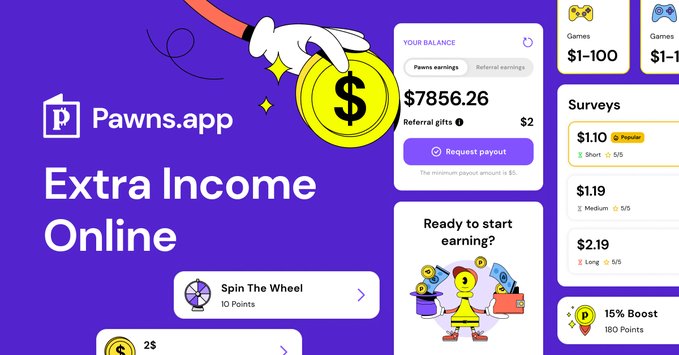 Pawns.app
Extra Income
Online
Spin The Wheel
10 Points
2$
YOUR BALANCE
Pawns earnings
Referral earnings
$7856.26
Referral gifts
$2
Request payout
The minimum payout amount is $5.
Ready to start
earning?
Games
$1-100
Games
$1-1
Surveys
$1.10
Popular
Short
5/5
$1.19
Medium
5/5
$2.19
Long
5/5
15% Boost
180 Points